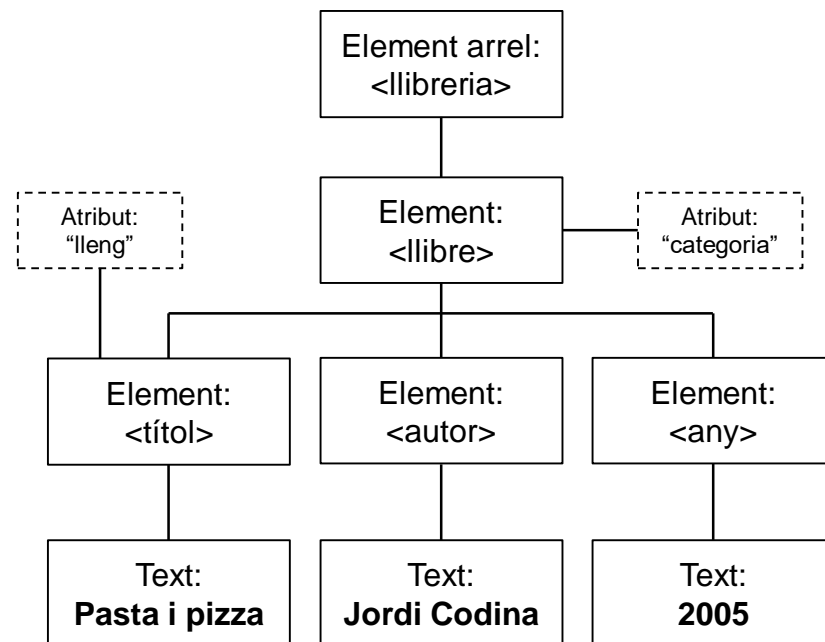 Element arrel:
<llibreria>
Atribut:
“lleng”
Element:
<llibre>
Atribut:
“categoria”
Element:
<títol>
Element:
<autor>
Element:
<any>
Text:
Pasta i pizza
Text:
Jordi Codina
Text:
2005